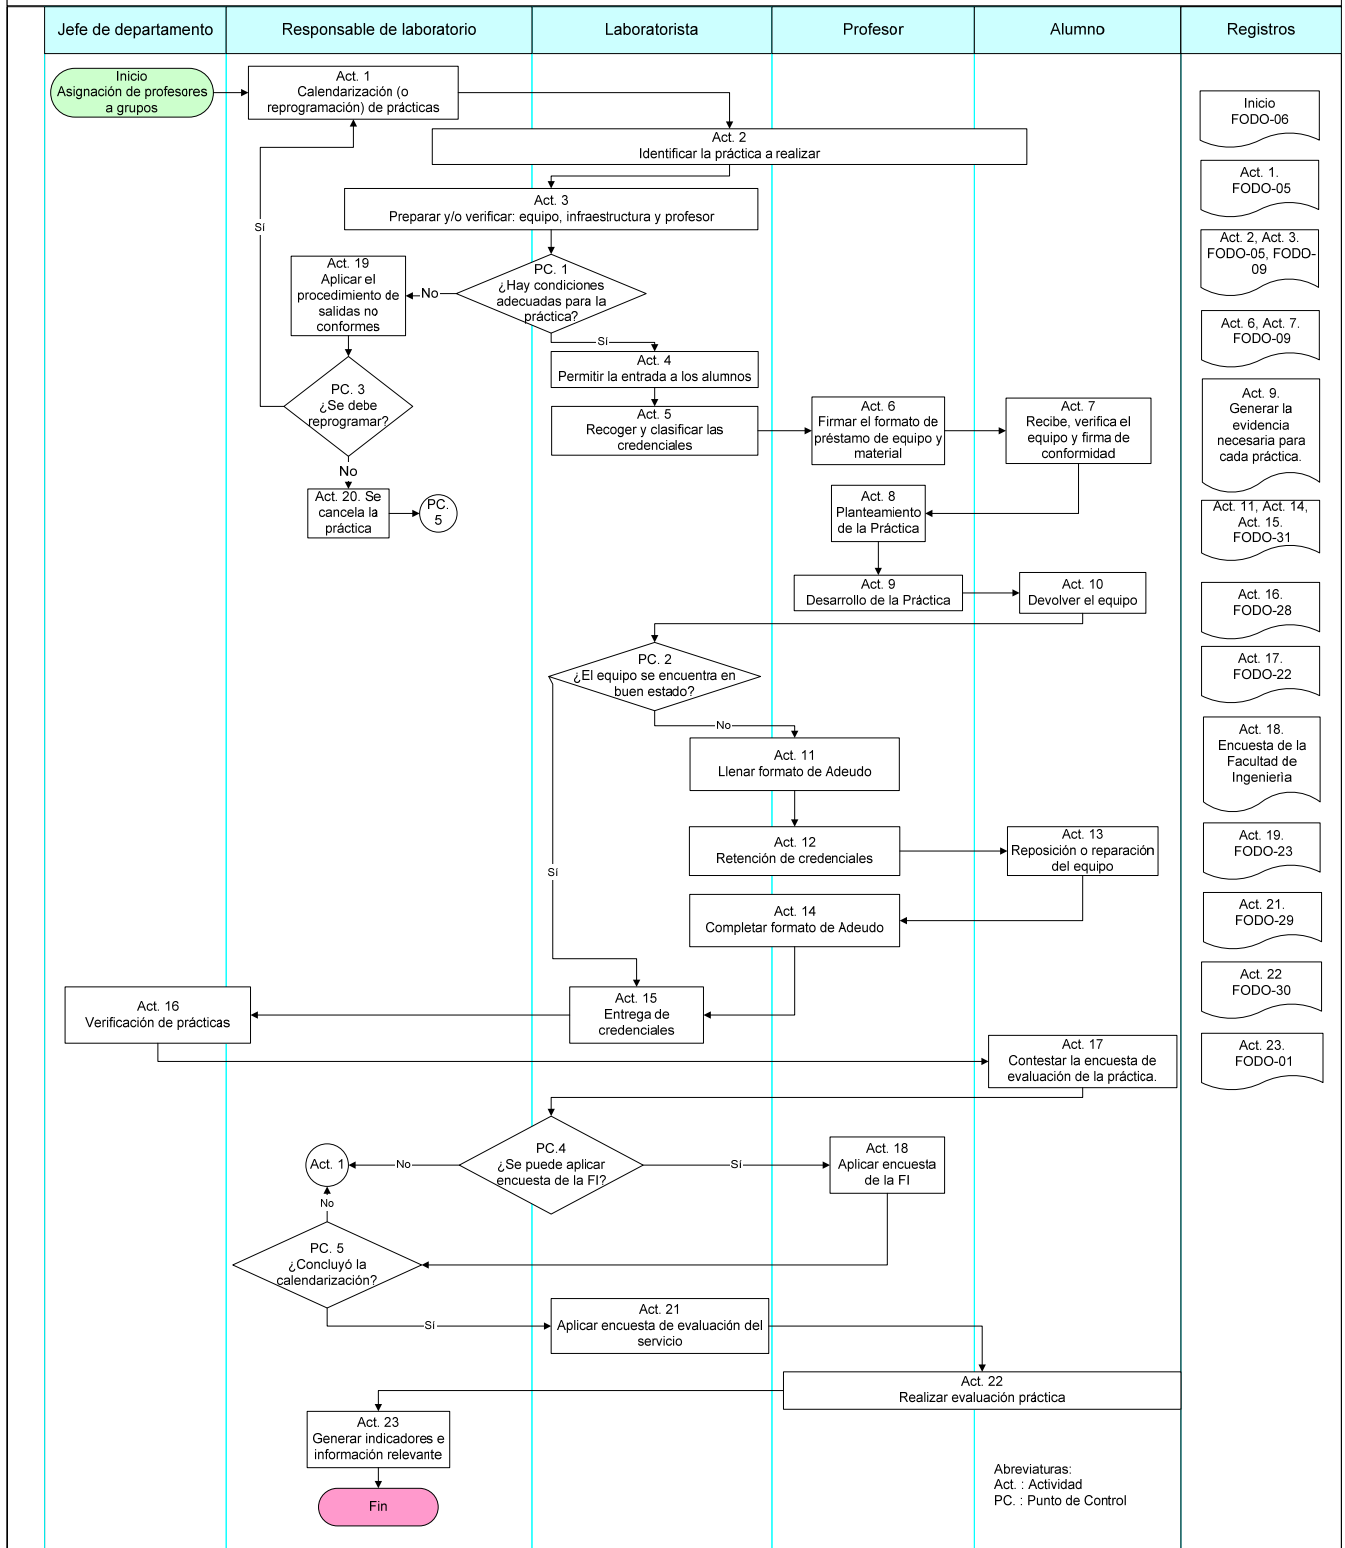 Jefe de departamento
Responsable de laboratorio
Laboratorista
Profesor
Alumno
Registros
Inicio
Asignación de profesores
a grupos
Act. 1
Calendarización (o
reprogramación) de prácticas
Act. 2
Identificar la práctica a realizar
Act. 3
Preparar y/o verificar: equipo, infraestructura y profesor
Sí
PC. 1
¿Hay condiciones
adecuadas para la
práctica?
No
Act. 19
Aplicar el
procedimiento de
salidas no
conformes
Sí
Act. 4
Permitir la entrada a los alumnos
PC. 3
¿Se debe
reprogramar?
Act. 5
Recoger y clasificar las
credenciales
Act. 6
Firmar el formato de
préstamo de equipo y
material
Act. 7
Recibe, verifica el
equipo y firma de
conformidad
No
Act. 20. Se
cancela la
práctica
PC.
5
Act. 8
Planteamiento
de la Práctica
Act. 9
Desarrollo de la Práctica
Act. 10
Devolver el equipo
PC. 2
¿El equipo se encuentra en
buen estado?
No
Act. 11
Llenar formato de Adeudo
Act. 12
Retención de credenciales
Act. 13
Reposición o reparación
del equipo
Sí
Act. 14
Completar formato de Adeudo
Act. 15
Entrega de
credenciales
Act. 16
Verificación de prácticas
Act. 17
Contestar la encuesta de
evaluación de la práctica.
PC.4
¿Se puede aplicar
encuesta de la FI?
No
Act. 1
Sí
Act. 18
Aplicar encuesta
de la FI
No
PC. 5
¿Concluyó la
calendarización?
Sí
Act. 21
Aplicar encuesta de evaluación del
servicio
Act. 22
Realizar evaluación práctica
Act. 23
Generar indicadores e
información relevante
Fin
Inicio
FODO-06
Act. 1.
FODO-05
Act. 2, Act. 3.
FODO-05, FODO-
09
Act. 6, Act. 7.
FODO-09
Act. 9.
Generar la
evidencia
necesaria para
cada práctica.
Act. 11, Act. 14,
Act. 15.
FODO-31
Act. 16.
FODO-28
Act. 17.
FODO-22
Act. 18.
Encuesta de la
Facultad de
Ingeniería
Act. 19.
FODO-23
Act. 21.
FODO-29
Act. 22
FODO-30
Act. 23.
FODO-01
Abreviaturas:
Act. : Actividad
PC. : Punto de Control